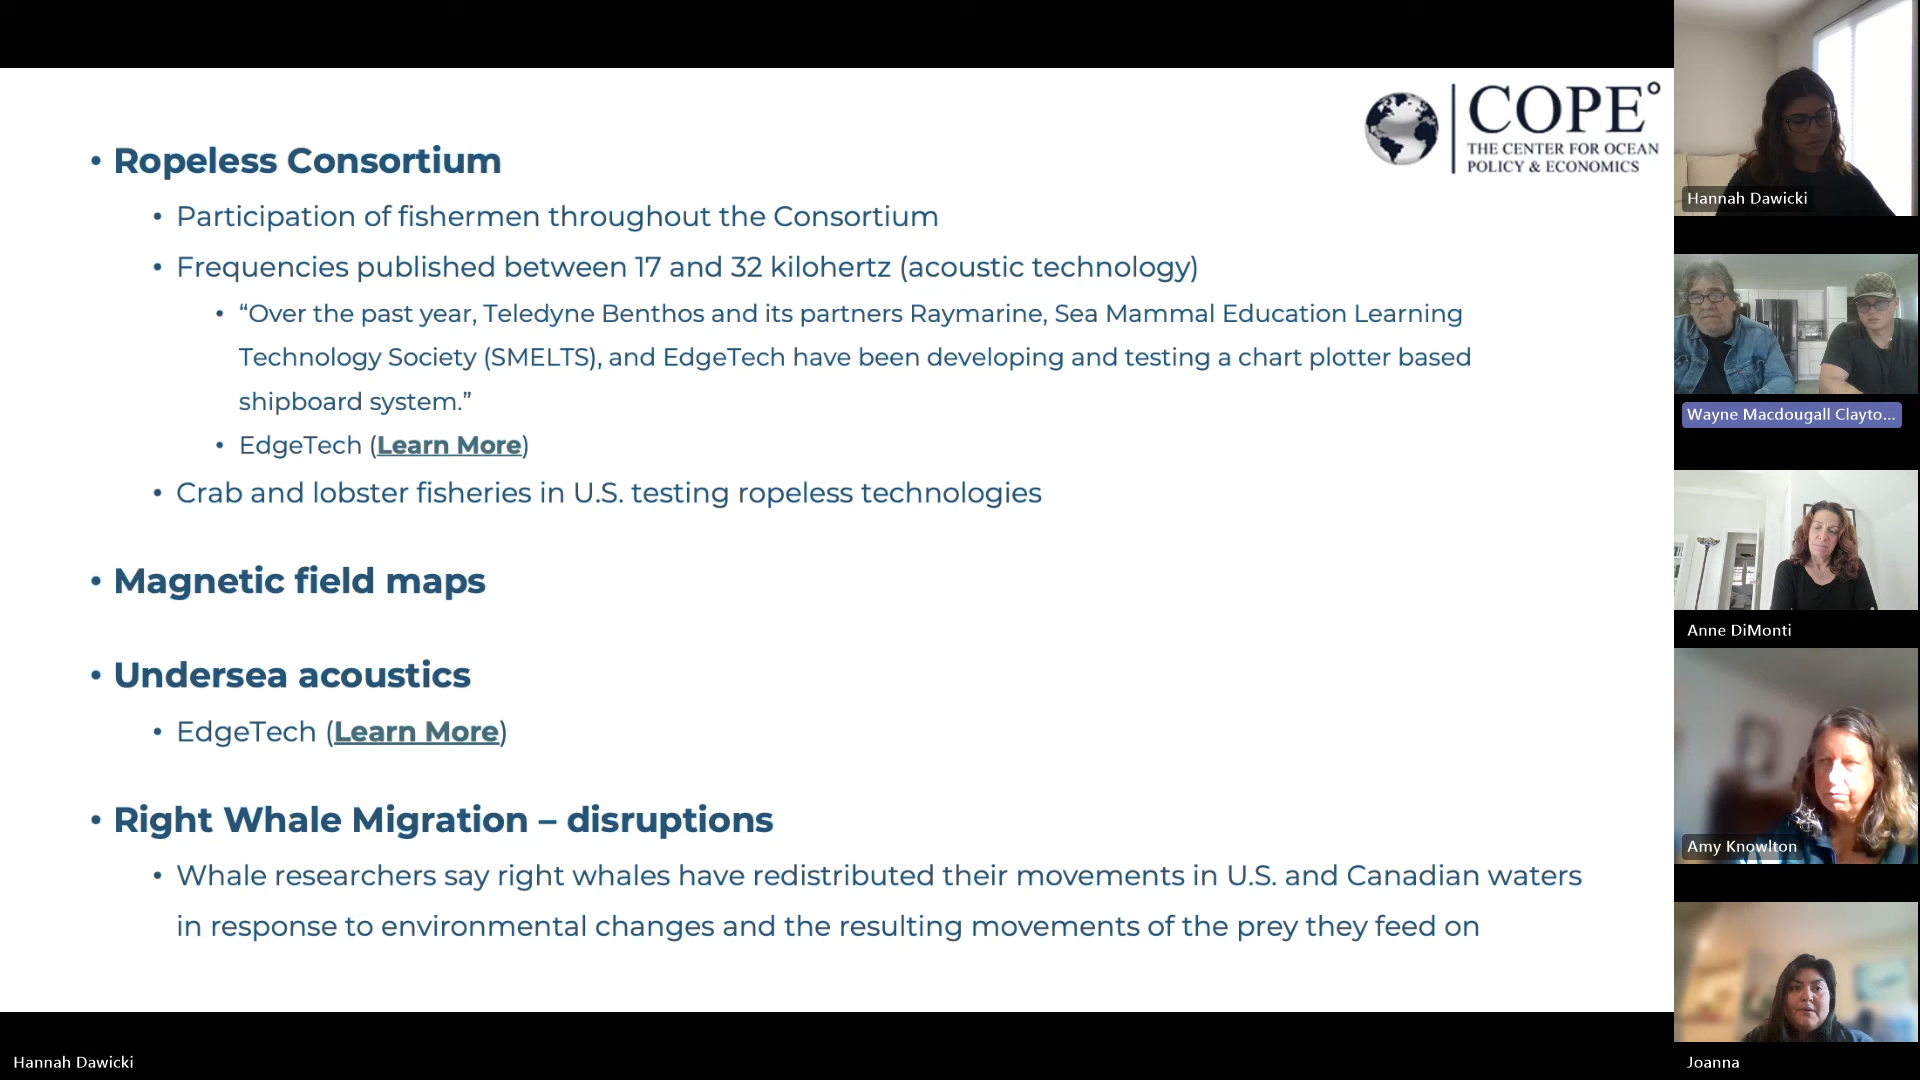 COPE°
THE CENTER FOR OCEAN
POLICY & ECONOMICS
• Ropeless Consortium
• Participation of fishermen throughout the Consortium
• Frequencies published between 17 and 32 kilohertz (acoustic technology)
• “Over the past year, Teledyne Benthos and its partners Raymarine, Sea Mammal Education Learning
Technology Society (SMELTS), and EdgeTech have been developing and testing a chart plotter based
shipboard system.”
• EdgeTech (Learn More)
• Crab and lobster fisheries in U.S. testing ropeless technologies
• Magnetic field maps
• Undersea acoustics
• EdgeTech (Learn More)
• Right Whale Migration – disruptions
• Whale researchers say right whales have redistributed their movements in U.S. and Canadian waters
in response to environmental changes and the resulting movements of the prey they feed on
Hannah Dawicki
Hannah Dawicki
Wayne Macdougall Clayto...
Anne DiMonti
Amy Knowlton
Joanna